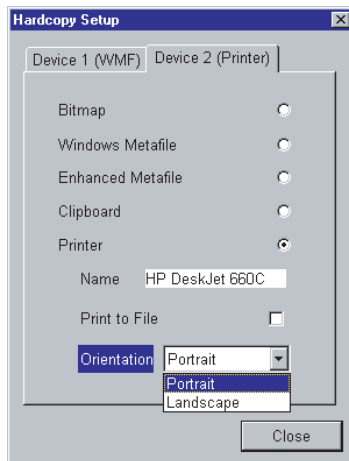 Hardcopy Setup
Device 1 (WMF) Device 2 (Printer)
Bitmap
Windows Metafile
Enhanced Metafile
Clipboard
Printer
Name HP DeskJet 660C
Print to File
Orientation Portrait
Portrait
Landscape
Close